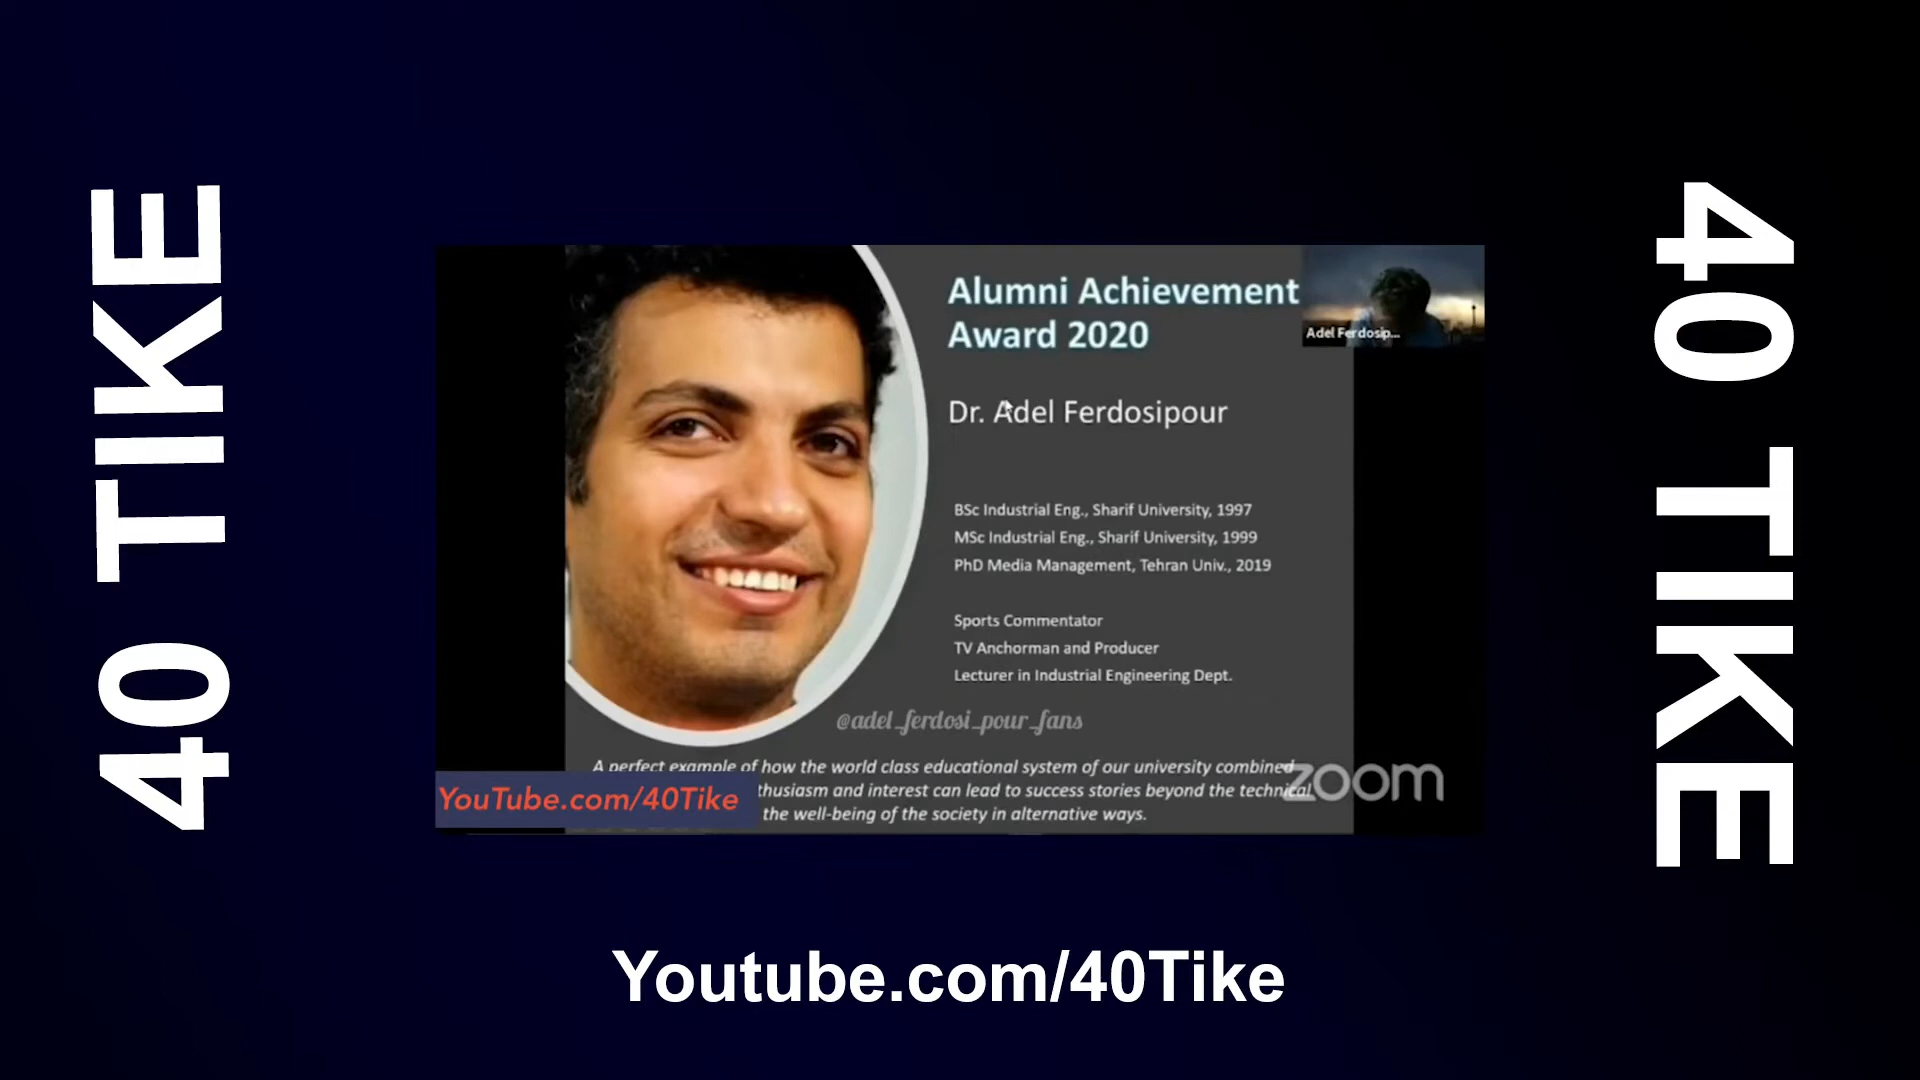 40 TIKE
Alumni Achievement
Award 2020
Adel Ferdosip...
Dr. Adel Ferdosipour
BSc Industrial Eng., Sharif University, 1997
MSc Industrial Eng., Sharif University, 1999
PhD Media Management, Tehran Univ., 2019
Sports Commentator
TV Anchorman and Producer
Lecturer in Industrial Engineering Dept.
@adel_ferdosi_pour_fans
A perfect example of how the world class educational system of our university combined
thusiasm and interest can lead to success stories beyond the technical
the well-being of the society in alternative ways.
YouTube.com/40Tike
zoom
40 TIKE
Youtube.com/40Tike